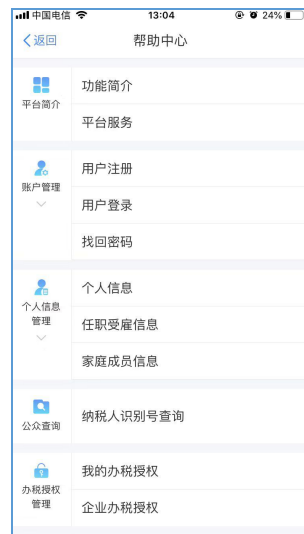 中国电信 13:04 24%
返回 帮助中心
平台简介
功能简介
平台服务
账户管理
用户注册
用户登录
找回密码
个人信息
管理
个人信息
任职受雇信息
家庭成员信息
公众查询
纳税人识别号查询
办税授权
管理
我的办税授权
企业办税授权